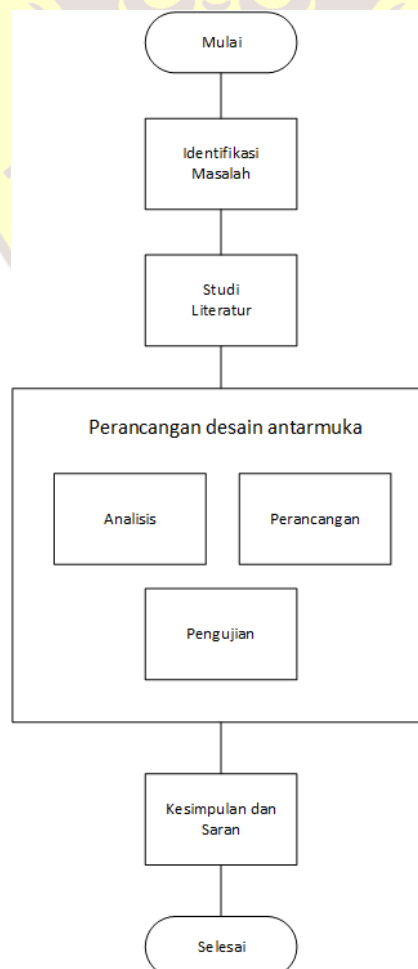 Mulai
Identifikasi
Masalah
Studi
Literatur
Perancangan desain antarmuka
Analisis
Perancangan
Pengujian
Kesimpulan dan
Saran
Selesai